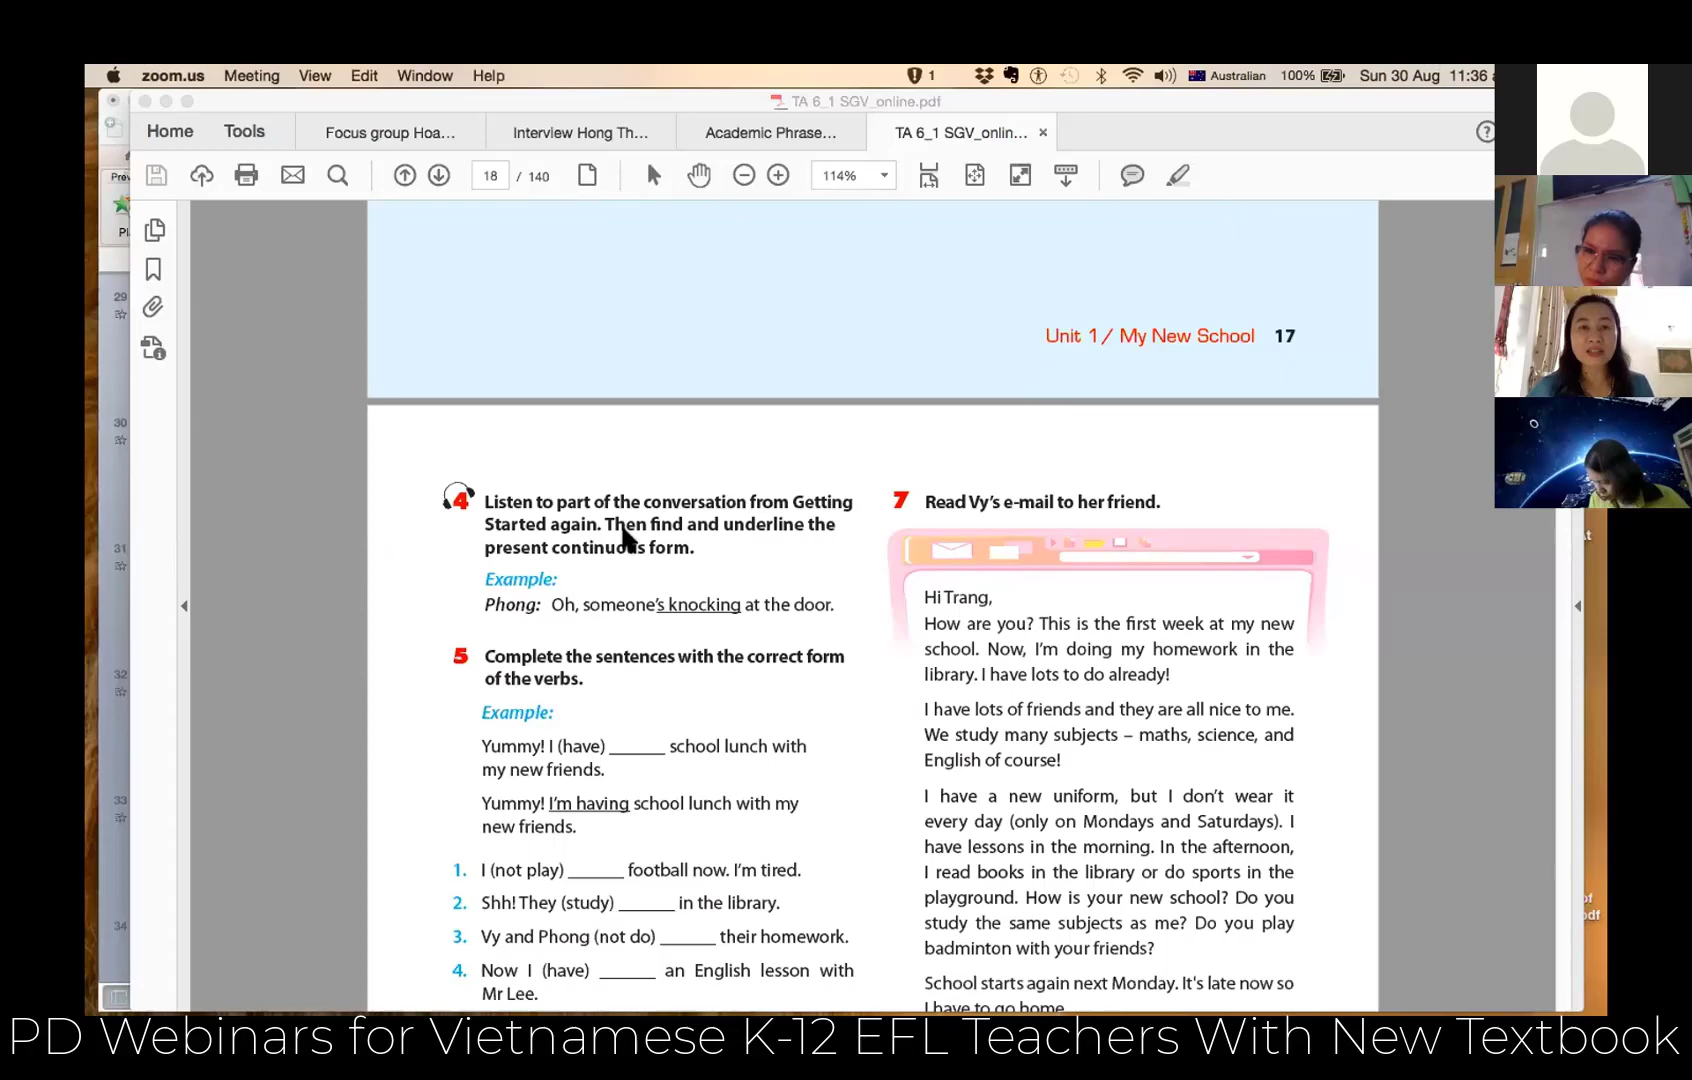 zoom.us Meeting View Edit Window Help
1 Australian 100% Sun 30 Aug 11:36
TA 6_1 SGV_online.pdf
Home Tools Focus group Hoa... Interview Hong Th... Academic Phrase... TA 6_1 SGV_onlin... ×
18 / 140 114%
29
30
31
32
33
34
Unit 1 / My New School 17
4 Listen to part of the conversation from Getting
Started again. Then find and underline the
present continuous form.
Example:
Phong: Oh, someone's knocking at the door.
5 Complete the sentences with the correct form
of the verbs.
Example:
Yummy! I (have) ______ school lunch with
my new friends.
Yummy! I'm having school lunch with my
new friends.
1. I (not play) ______ football now. I'm tired.
2. Shh! They (study) ______ in the library.
3. Vy and Phong (not do) ______ their homework.
4. Now I (have) ______ an English lesson with
Mr Lee.
7 Read Vy's e-mail to her friend.
Hi Trang,
How are you? This is the first week at my new
school. Now, I'm doing my homework in the
library. I have lots to do already!
I have lots of friends and they are all nice to me.
We study many subjects – maths, science, and
English of course!
I have a new uniform, but I don't wear it
every day (only on Mondays and Saturdays). I
have lessons in the morning. In the afternoon,
I read books in the library or do sports in the
playground. How is your new school? Do you
study the same subjects as me? Do you play
badminton with your friends?
School starts again next Monday. It's late now so
I have to go home
PD Webinars for Vietnamese K-12 EFL Teachers With New Textbook